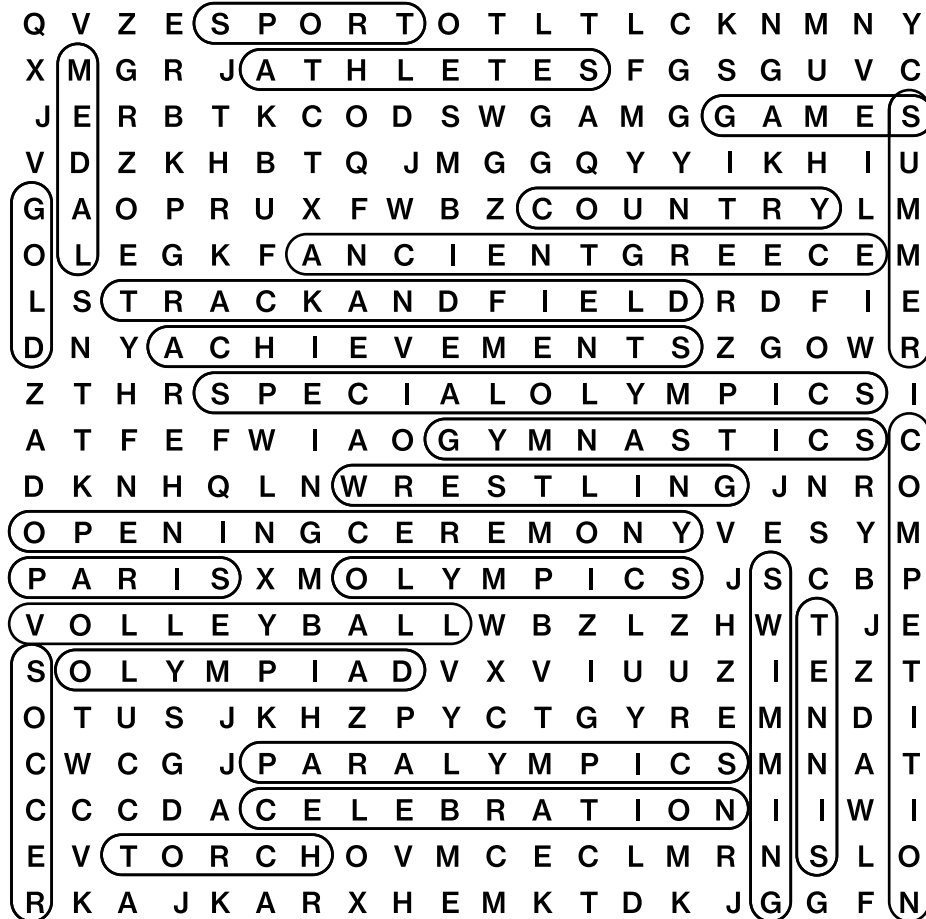 Q V Z E S P O R T O T L T L C K N M N Y
X M G R J A T H L E T E S F G S G U V C
J E R B T K C O D S W G A M G G A M E S
V D Z K H B T Q J M G G Q Y Y I K H I U
G A O P R U X F W B Z C O U N T R Y L M
O L E G K F A N C I E N T G R E E C E M
L S T R A C K A N D F I E L D R D F I E
D N Y A C H I E V E M E N T S Z G O W R
Z T H R S P E C I A L O L Y M P I C S I
A T F E F W I A O G Y M N A S T I C S C
D K N H Q L N W R E S T L I N G J N R O
O P E N I N G C E R E M O N Y V E S Y M
P A R I S X M O L Y M P I C S J S C B P
V O L L E Y B A L L W B Z L Z H W T J E
S O L Y M P I A D V X V I U U Z I E Z T
O T U S J K H Z P Y C T G Y R E M N D I
C W C G J P A R A L Y M P I C S M N A T
C C C D A C E L E B R A T I O N I I W I
E V T O R C H O V M C E C L M R N S L O
R K A J K A R X H E M K T D K J G G F N